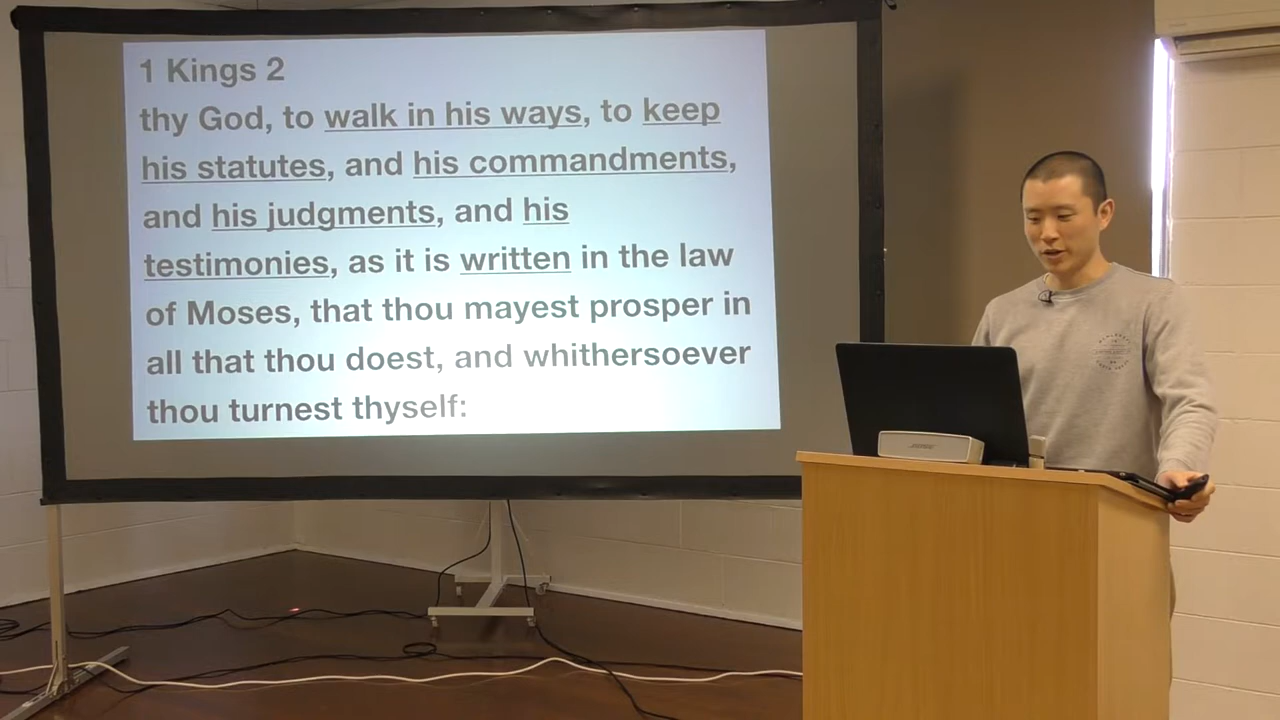 1 Kings 2
thy God, to walk in his ways, to keep
his statutes, and his commandments,
and his judgments, and his
testimonies, as it is written in the law
of Moses, that thou mayest prosper in
all that thou doest, and whithersoever
thou turnest thyself:
BOSE